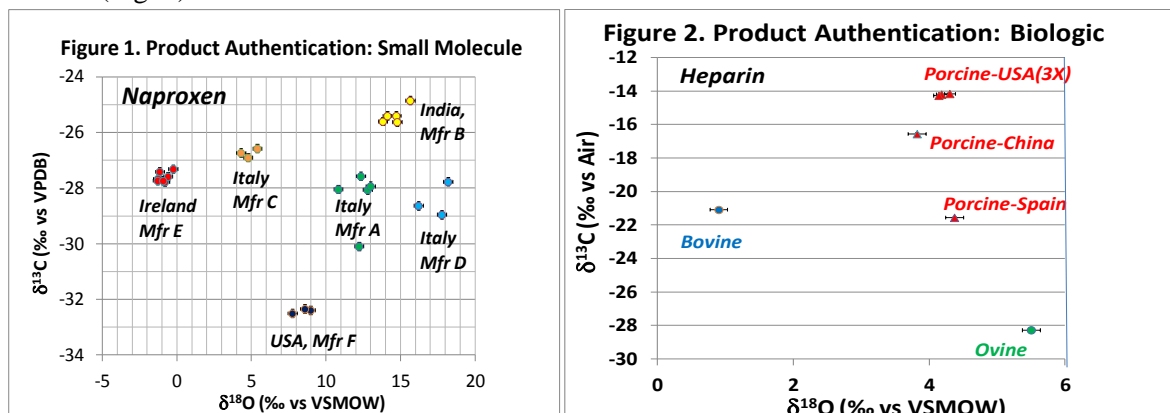 Figure 1. Product Authentication: Small Molecule
-24
-26
-28
-30
-32
-34
δ¹³C (‰ vs VPDB)
Naproxen
India,
Mfr B
Italy
Mfr C
Ireland
Mfr E
Italy
Mfr A
Italy
Mfr D
USA, Mfr F
-5
0
5
10
15
20
δ¹⁸O (‰ vs VSMOW)
Figure 2. Product Authentication: Biologic
-12
-14
-16
-18
-20
-22
-24
-26
-28
-30
δ¹³C (‰ vs Air)
Heparin
Porcine-USA(3X)
Porcine-China
Porcine-Spain
Bovine
Ovine
0
2
4
6
δ¹⁸O (‰ vs VSMOW)